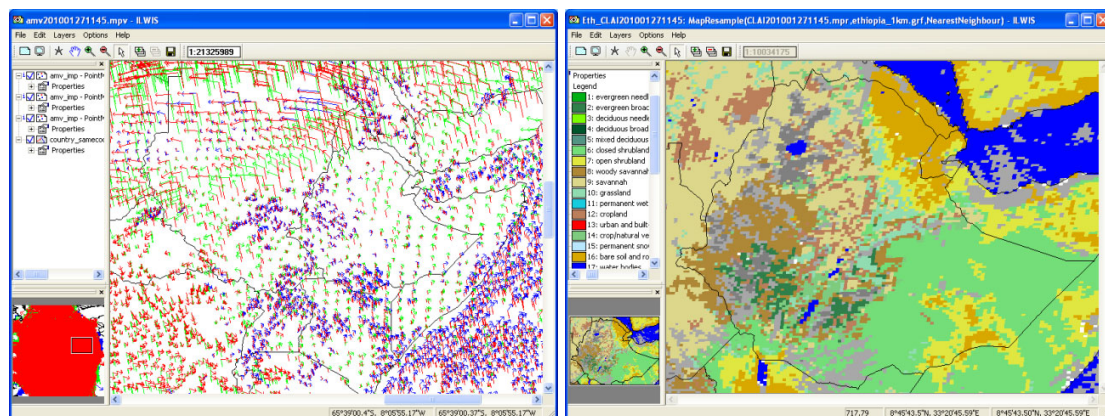 amv201001271145.mpv - ILWIS
File Edit Layers Options Help
1:21325989
amv_imp - PointM
Properties
amv_imp - PointM
Properties
amv_imp - PointM
Properties
country_samecoo
Properties
65°39'00.4"S, 8°05'55.17"W 65°39'00.37"S, 8°05'55.17"W
Eth_CLAI201001271145: MapResample(CLAI201001271145.mpr,ethiopia_1km.grf,NearestNeighbour) - ILWIS
File Edit Layers Options Help
1:10034175
Properties
Legend
1: evergreen needl
2: evergreen broad
3: deciduous needl
4: deciduous broad
5: mixed deciduous
6: closed shrubland
7: open shrubland
8: woody savannah
9: savannah
10: grassland
11: permanent wet
12: cropland
13: urban and built-
14: crop/natural ve
15: permanent snow
16: bare soil and ro
17: water bodies
717,79 8°45'43.5"N, 33°20'45.59"E 8°45'43.50"N, 33°20'45.59"E